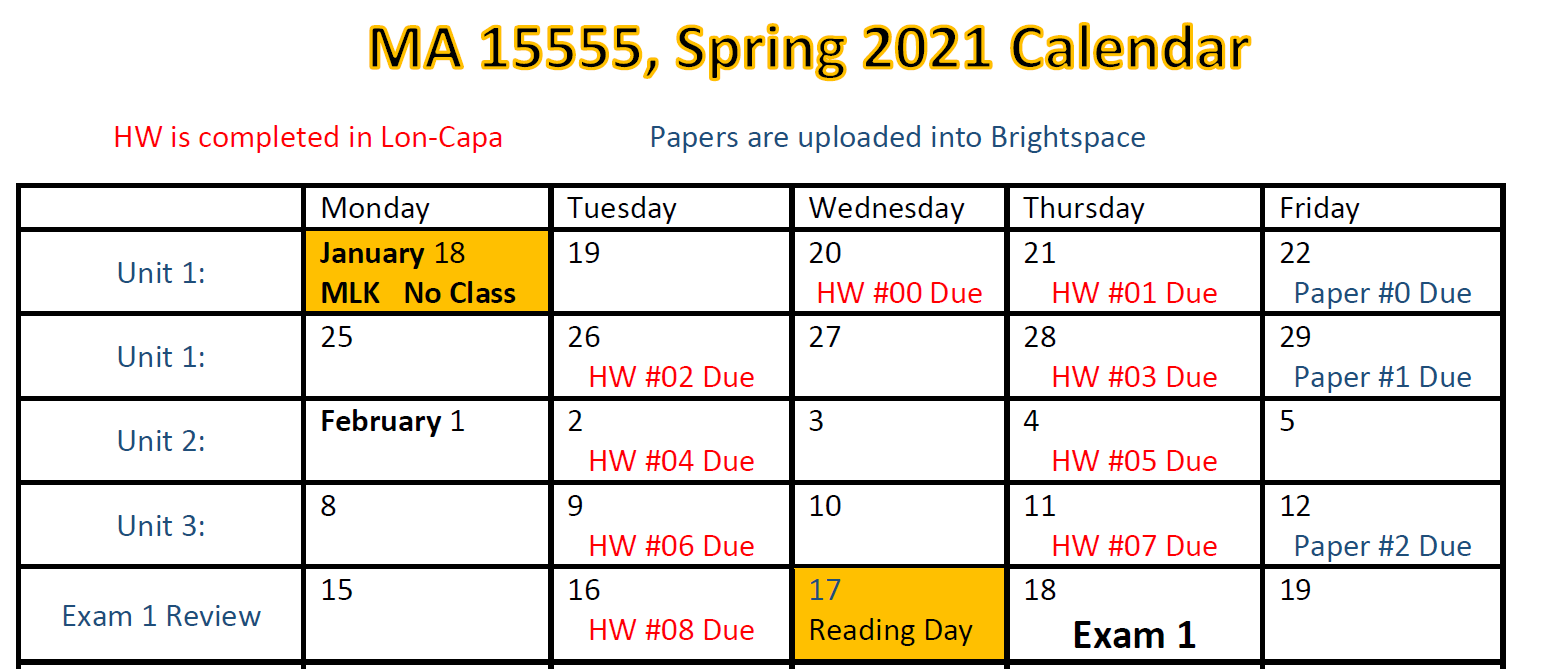 MA 15555, Spring 2021 Calendar
HW is completed in Lon-Capa Papers are uploaded into Brightspace
Monday Tuesday Wednesday Thursday Friday
Unit 1:
January 18
MLK No Class
19
20
HW #00 Due
21
HW #01 Due
22
Paper #0 Due
Unit 1:
25
26
HW #02 Due
27
28
HW #03 Due
29
Paper #1 Due
Unit 2:
February 1
2
HW #04 Due
3
4
HW #05 Due
5
Unit 3:
8
9
HW #06 Due
10
11
HW #07 Due
12
Paper #2 Due
Exam 1 Review
15
16
HW #08 Due
17
Reading Day
18
Exam 1
19